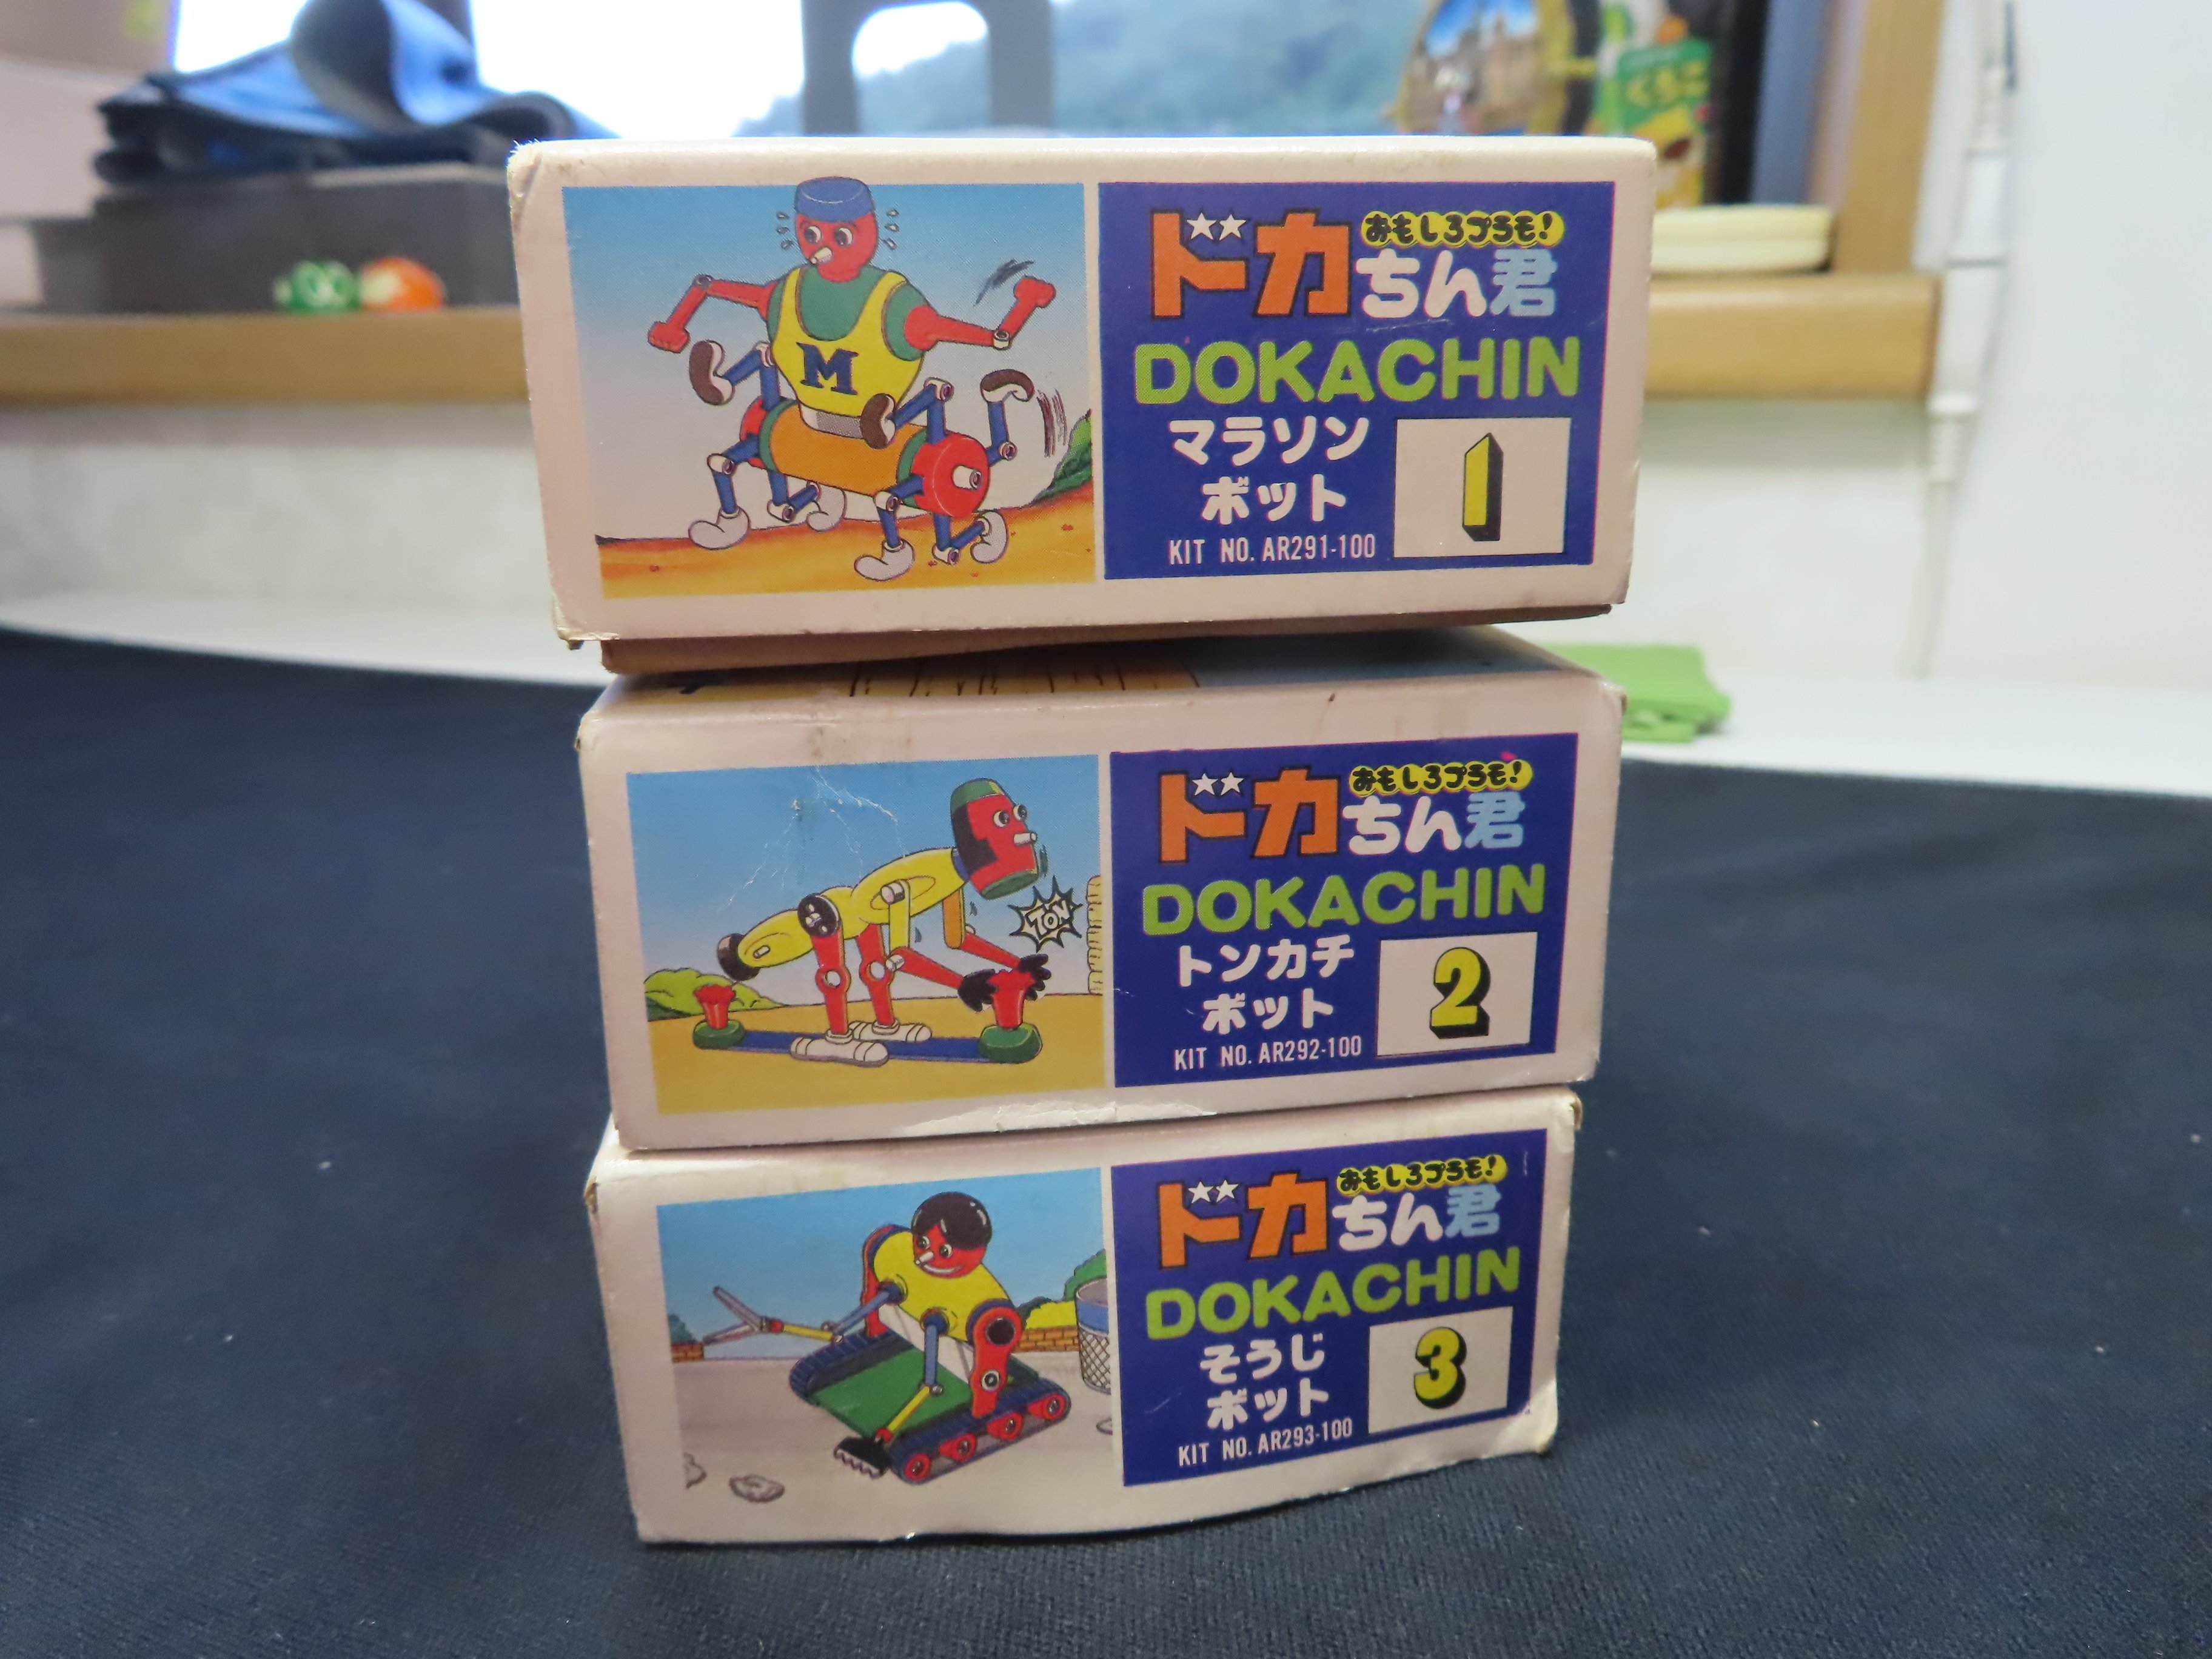 くろこ
おもしろプラモ!
ドカちん君
DOKACHIN
マラソン
ボット
1
KIT NO. AR291-100
M
おもしろプラモ!
ドカちん君
DOKACHIN
トンカチ
ボット
2
KIT NO. AR292-100
TON
おもしろプラモ!
ドカちん君
DOKACHIN
そうじ
ボット
3
KIT NO. AR293-100